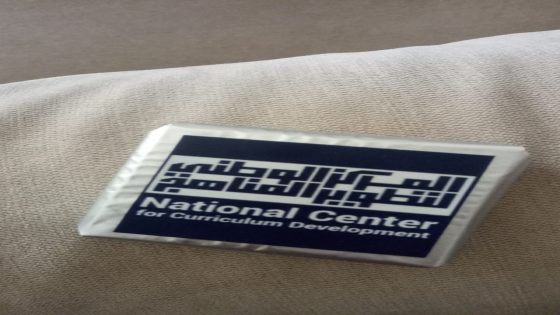 المركز الوطني
لتطوير المناهج
National Center
for Curriculum Development